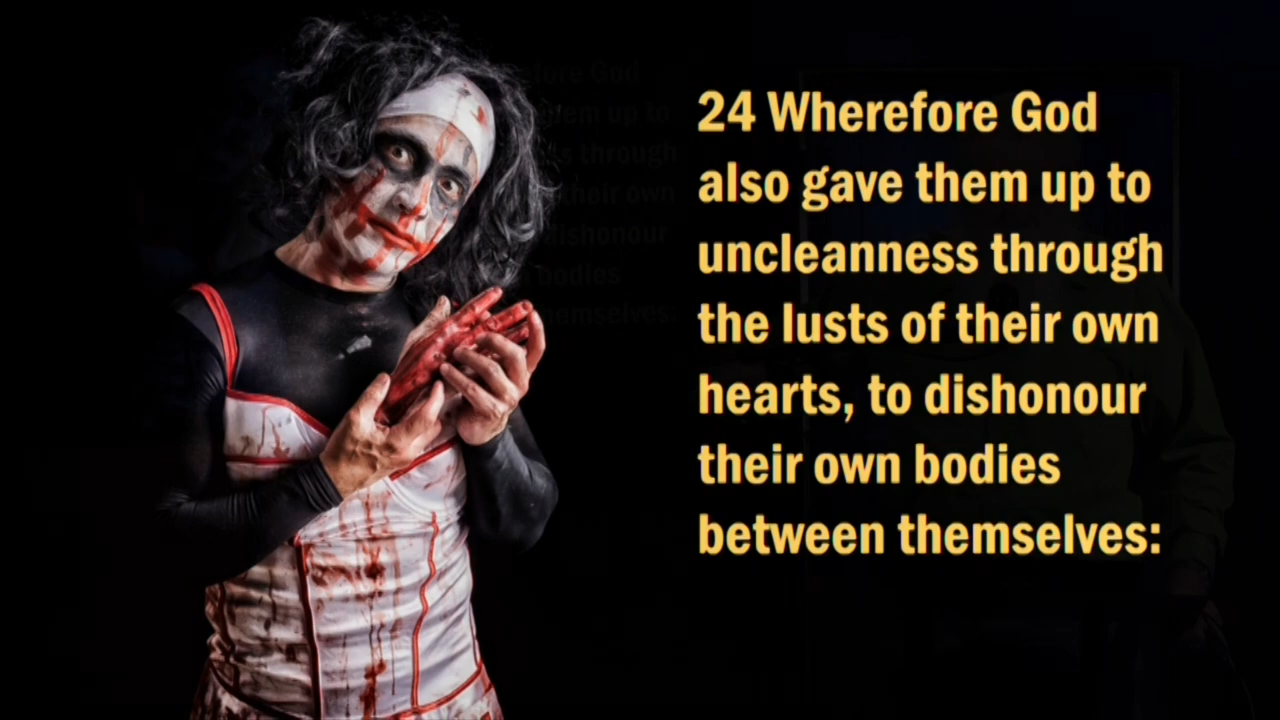 24 Wherefore God
also gave them up to
uncleanness through
the lusts of their own
hearts, to dishonour
their own bodies
between themselves: